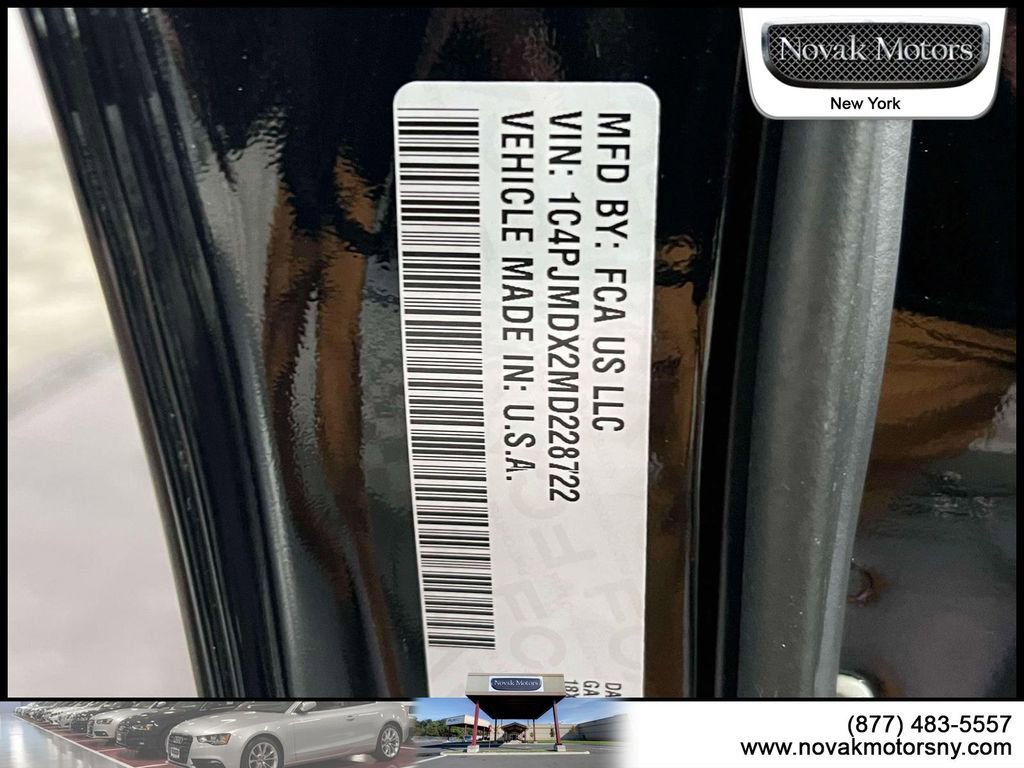 Novak Motors
New York
MFD BY: FCA US LLC
VIN: 1C4PJMDX2MD228722
VEHICLE MADE IN: U.S.A.
Novak Motors
(877) 483-5557
www.novakmotorsny.com